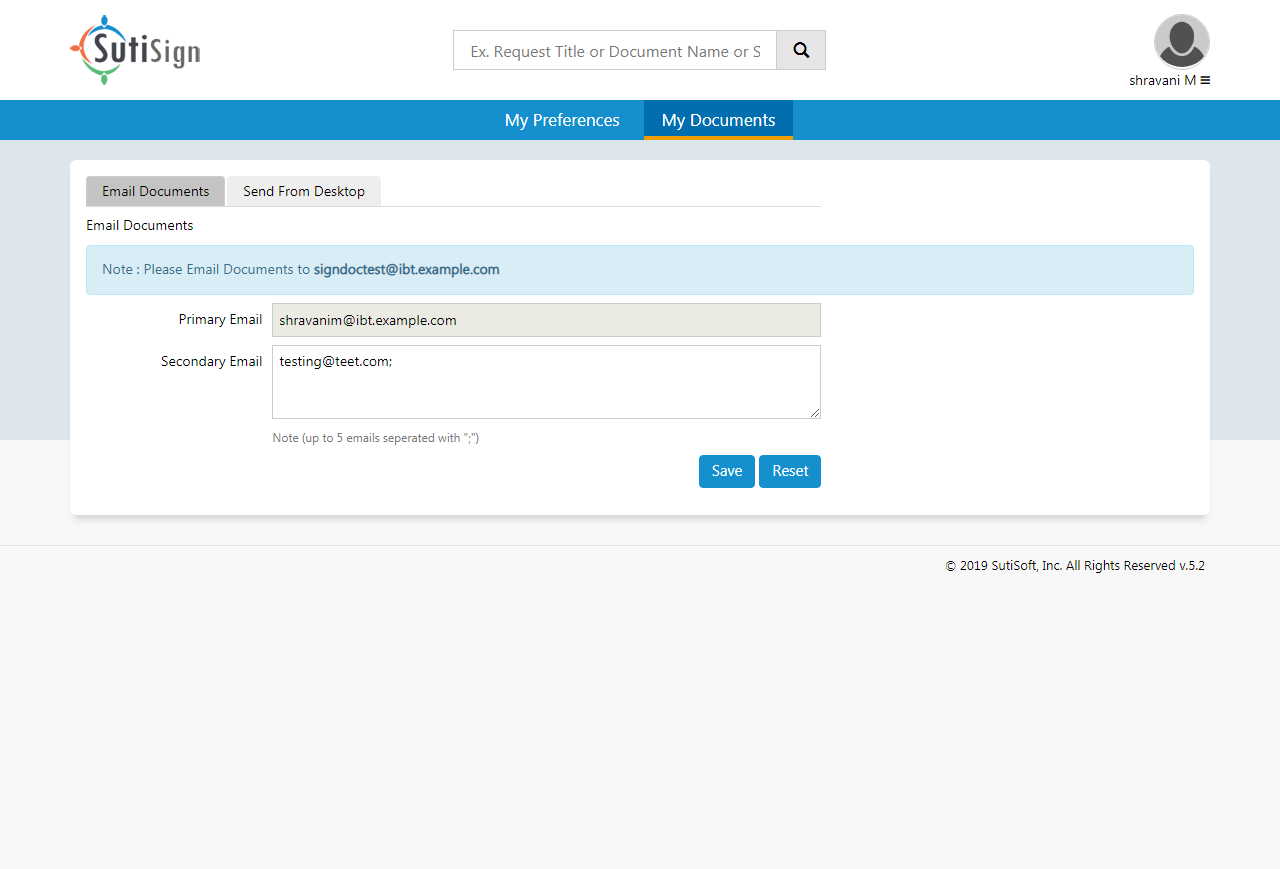 SutiSign
Ex. Request Title or Document Name or S
shravani M
My Preferences
My Documents
Email Documents
Send From Desktop
Email Documents
Note : Please Email Documents to signdoctest@ibt.example.com
Primary Email
shravanim@ibt.example.com
Secondary Email
testing@teet.com;
Note (up to 5 emails seperated with ";")
Save
Reset
© 2019 SutiSoft, Inc. All Rights Reserved v.5.2